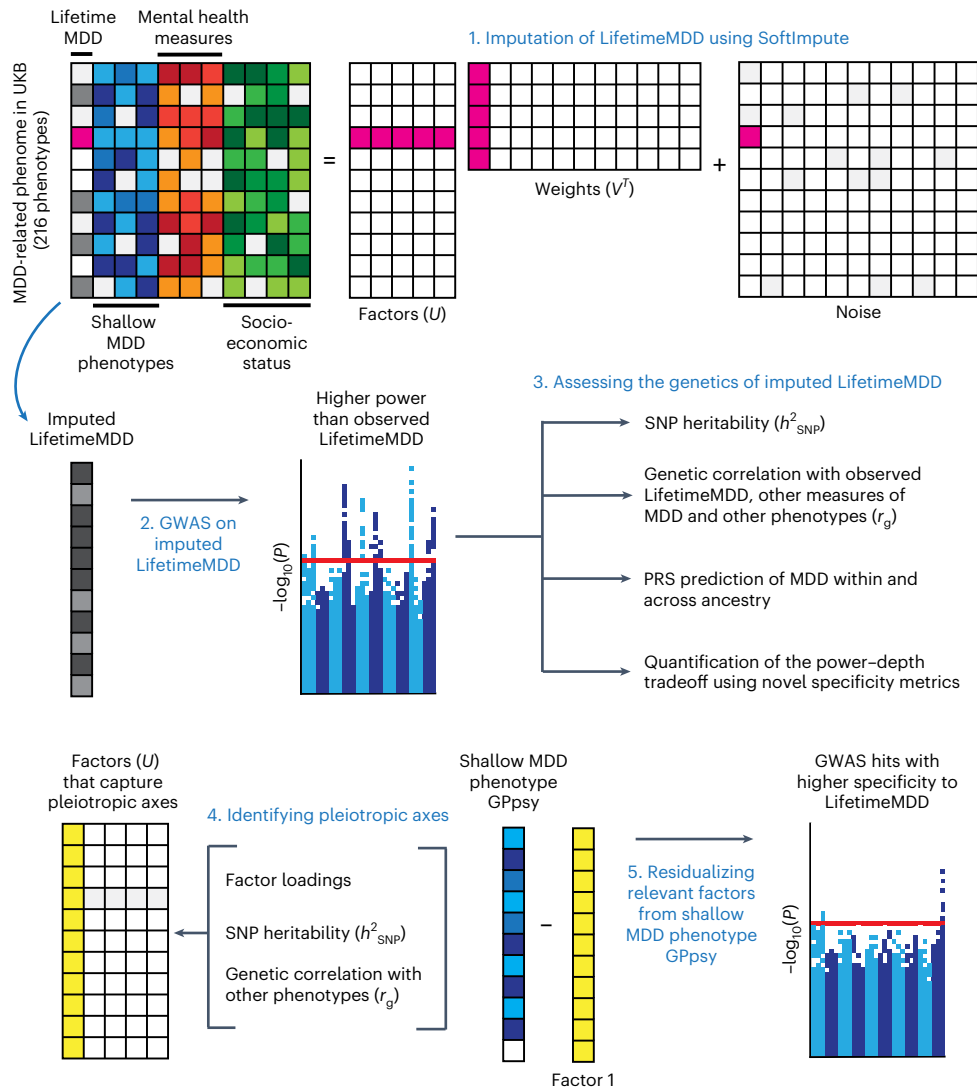 Lifetime
MDD
Mental health
measures
1. Imputation of LifetimeMDD using SoftImpute
MDD-related phenome in UKB
(216 phenotypes)
=
+
Weights (V^T)
Shallow
MDD
phenotypes
Socio-
economic
status
Factors (U)
Noise
Imputed
LifetimeMDD
2. GWAS on
imputed
LifetimeMDD
Higher power
than observed
LifetimeMDD
–log10(P)
3. Assessing the genetics of imputed LifetimeMDD
SNP heritability (h²SNP)
Genetic correlation with observed
LifetimeMDD, other measures of
MDD and other phenotypes (rg)
PRS prediction of MDD within and
across ancestry
Quantification of the power–depth
tradeoff using novel specificity metrics
Factors (U)
that capture
pleiotropic axes
4. Identifying pleiotropic axes
Factor loadings
SNP heritability (h²SNP)
Genetic correlation with
other phenotypes (rg)
Shallow MDD
phenotype
GPpsy
–
Factor 1
5. Residualizing
relevant factors
from shallow
MDD phenotype
GPpsy
GWAS hits with
higher specificity to
LifetimeMDD
–log10(P)